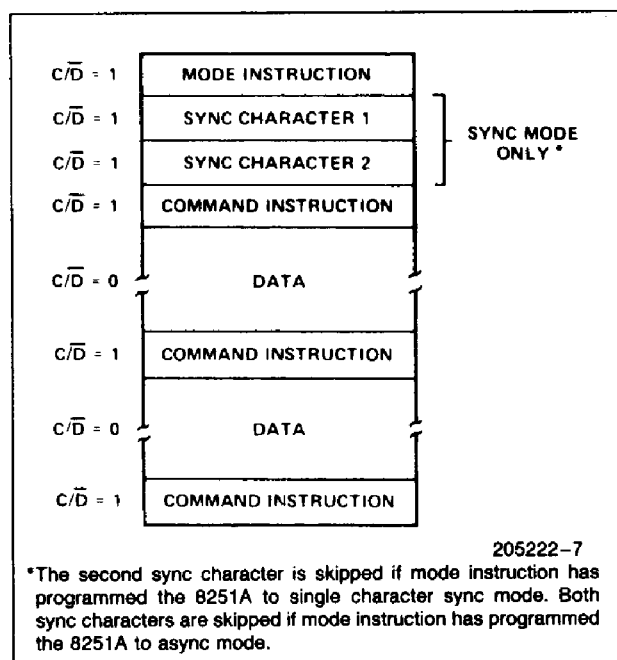 C/D̅ = 1 MODE INSTRUCTION
C/D̅ = 1 SYNC CHARACTER 1
C/D̅ = 1 SYNC CHARACTER 2
SYNC MODE
ONLY*
C/D̅ = 1 COMMAND INSTRUCTION
C/D̅ = 0 DATA
C/D̅ = 1 COMMAND INSTRUCTION
C/D̅ = 0 DATA
C/D̅ = 1 COMMAND INSTRUCTION
205222-7
*The second sync character is skipped if mode instruction has
programmed the 8251A to single character sync mode. Both
sync characters are skipped if mode instruction has programmed
the 8251A to async mode.